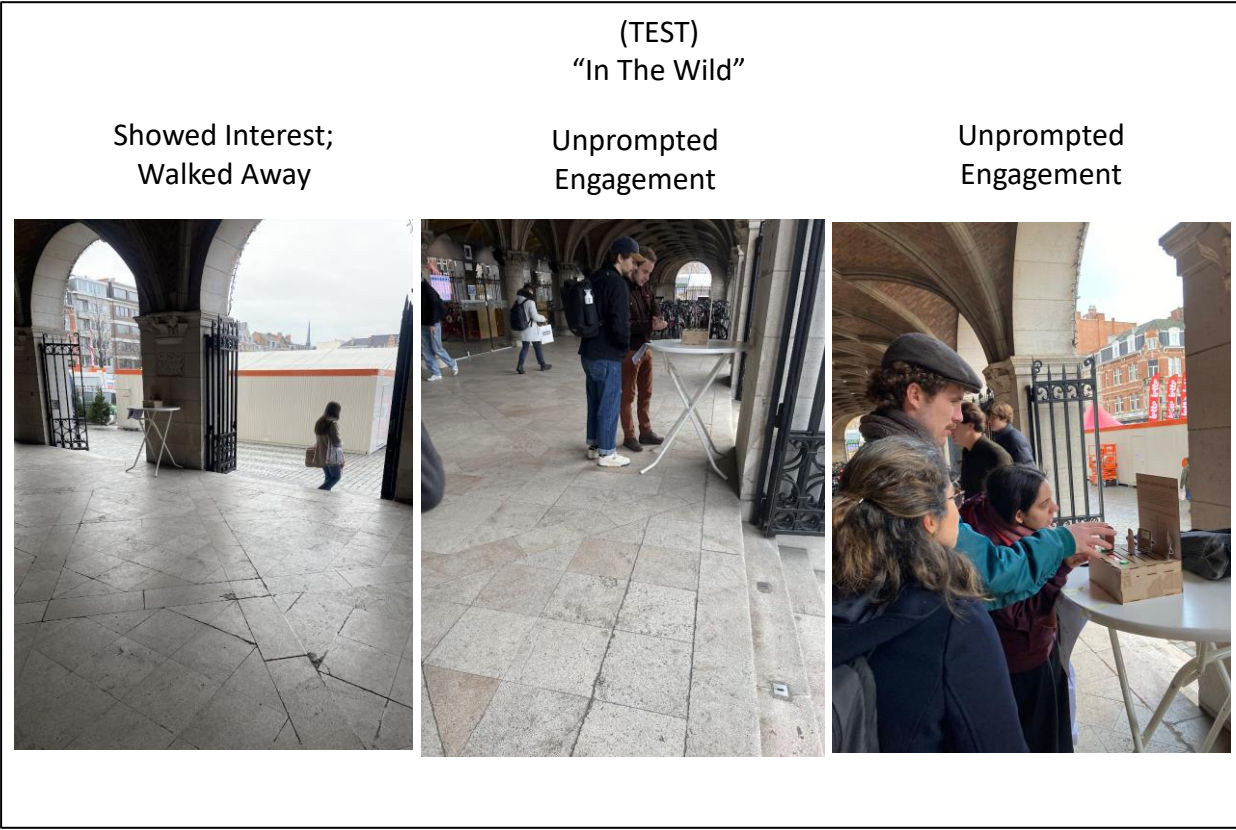 (TEST)
“In The Wild”
Showed Interest;
Walked Away
Unprompted
Engagement
Unprompted
Engagement